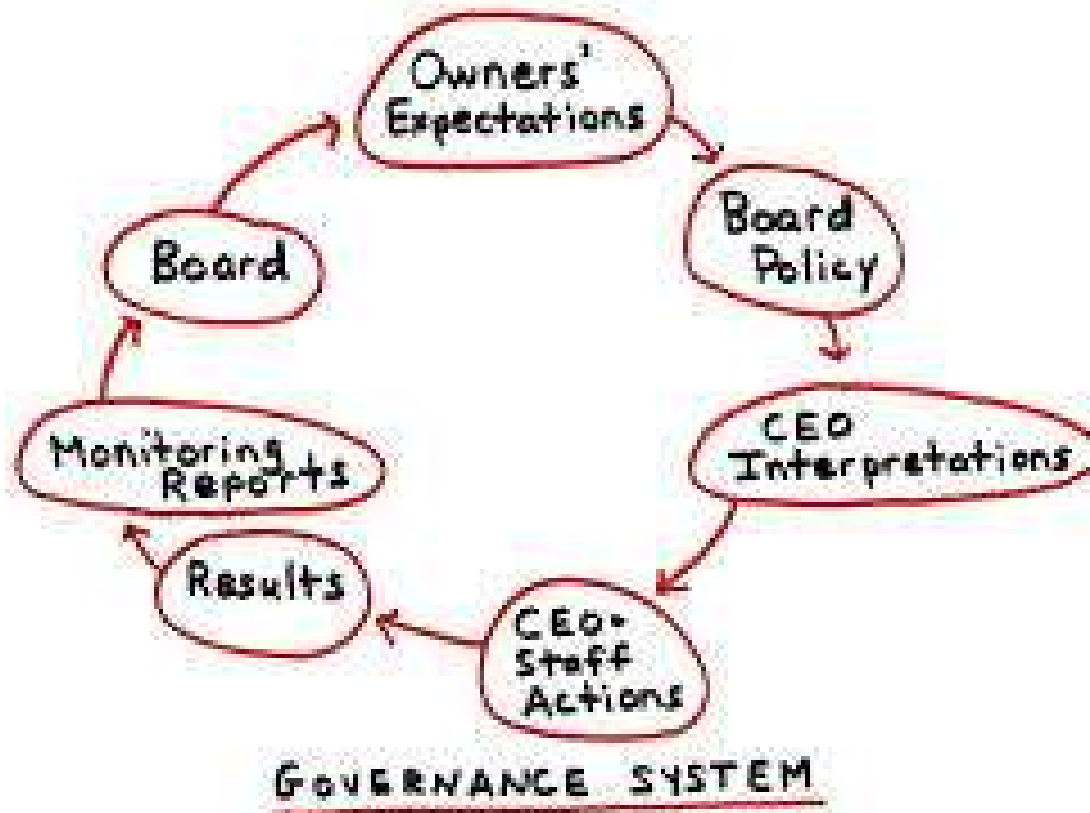 Owners'
Expectations
Board
Policy
CEO
Interpretations
CEO+
Staff
Actions
Results
Monitoring
Reports
Board
GOVERNANCE SYSTEM